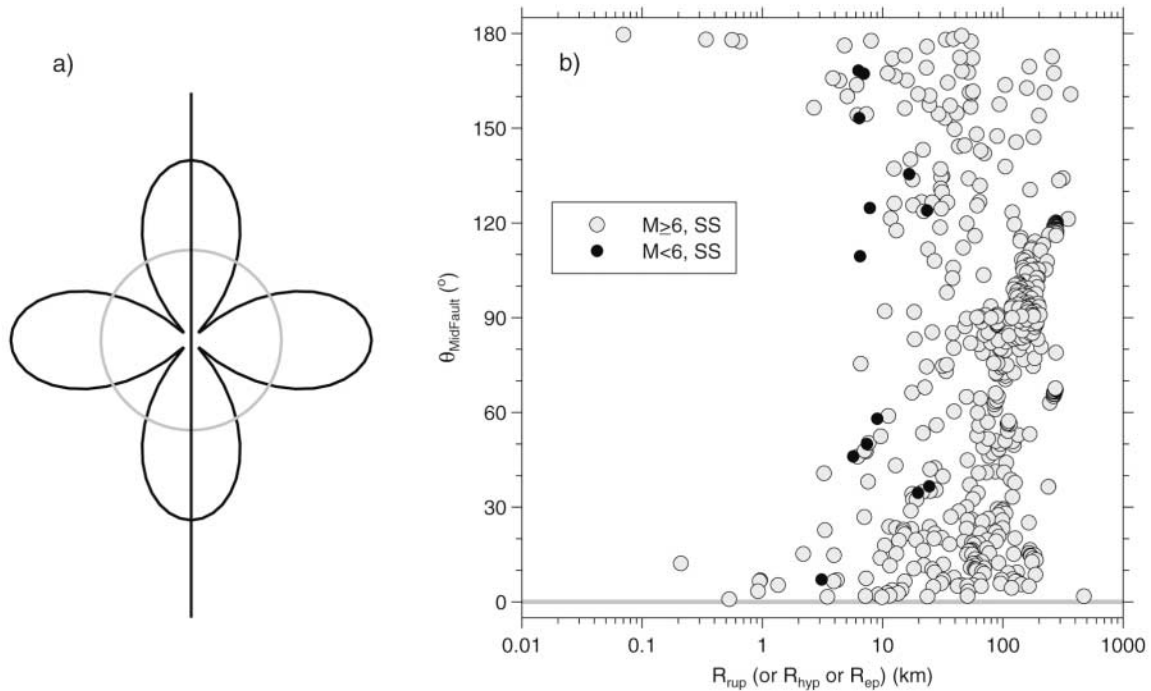 a)
b)
180
150
120
90
60
30
0
θMidFault (°)
M≥6, SS
M<6, SS
0.01 0.1 1 10 100 1000
Rrup (or Rhyp or Rep) (km)